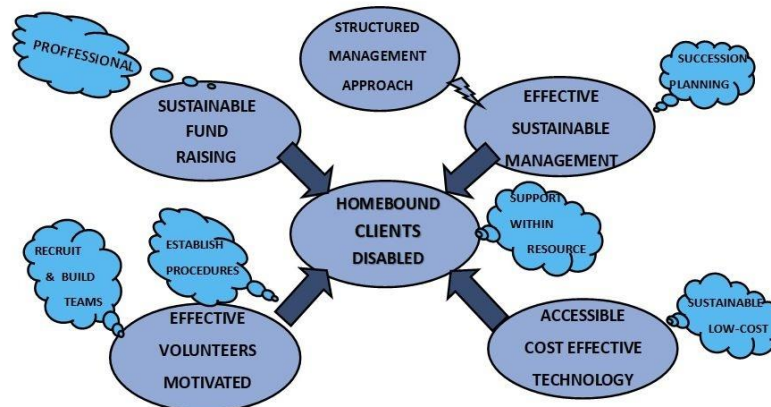 PROFFESSIONAL
STRUCTURED
MANAGEMENT
APPROACH
SUCCESSION
PLANNING
SUSTAINABLE
FUND
RAISING
EFFECTIVE
SUSTAINABLE
MANAGEMENT
HOMEBOUND
CLIENTS
DISABLED
SUPPORT
WITHIN
RESOURCE
RECRUIT
& BUILD
TEAMS
ESTABLISH
PROCEDURES
EFFECTIVE
VOLUNTEERS
MOTIVATED
ACCESSIBLE
COST EFFECTIVE
TECHNOLOGY
SUSTAINABLE
LOW-COST